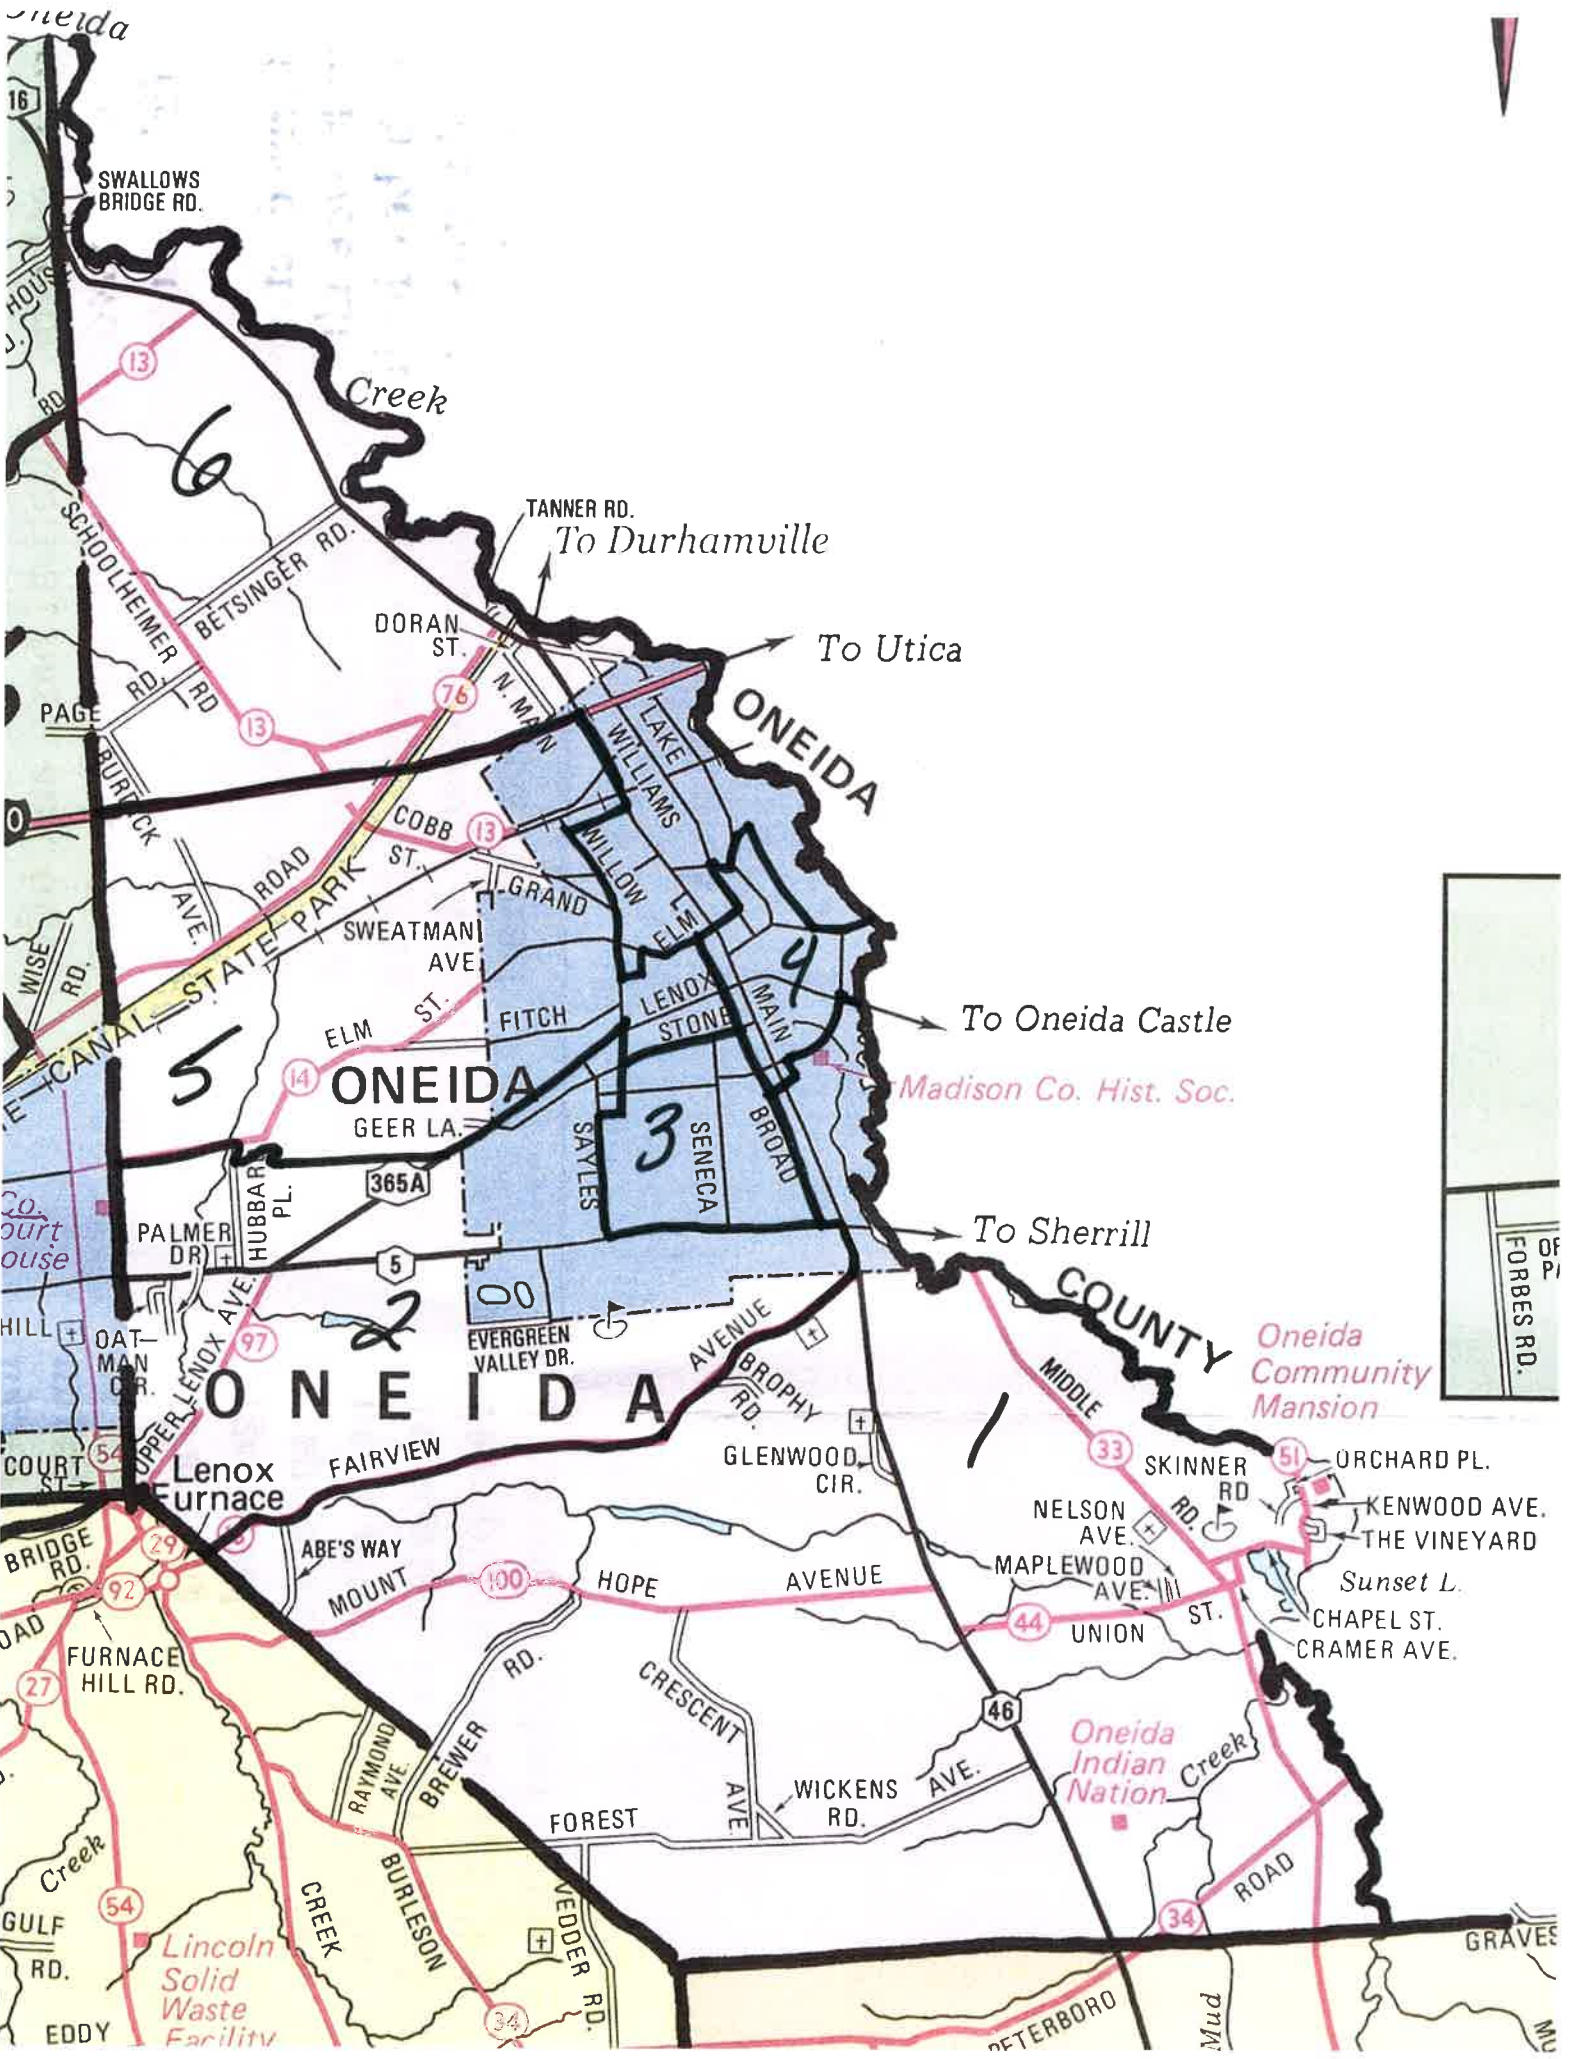 Oneida
16
SWALLOWS
BRIDGE RD.
HOUSE
13
Creek
RD
6
TANNER RD.
To Durhamville
SCHOOLHEIMER RD
BETSINGER RD.
DORAN
ST.
To Utica
RD.
76
N. MAIN
PAGE
13
ONEIDA
LAKE
WILLIAMS
BURDICK
AVE.
COBB
ST.
13
ROAD
WILLOW
GRAND
ELM
SWEATMAN
AVE.
CANAL STATE PARK
WISE
RD.
4
LENOX
FITCH
ELM ST.
STONE
MAIN
To Oneida Castle
5
14
ONEIDA
GEER LA.
Madison Co. Hist. Soc.
3
SAYLES
SENECA
BROAD
365A
Co.
HUBBARD
PL.
PALMER
DR.
5
To Sherrill
FORBES RD.
2
HILL
OAT-
MAN
CIR.
UPPER LENOX AVE.
97
EVERGREEN
VALLEY DR.
COUNTY
Oneida
Community
Mansion
ONEIDA
AVENUE
BROPHY
RD.
MIDDLE
RD.
1
33
FAIRVIEW
GLENWOOD
CIR.
SKINNER
RD
51
ORCHARD PL.
COURT
ST
54
Lenox
Furnace
NELSON
AVE.
KENWOOD AVE.
THE VINEYARD
BRIDGE
RD.
29
ABE'S WAY
92
MOUNT
100
HOPE
AVENUE
MAPLEWOOD
AVE.
Sunset L.
ST.
44
UNION
CHAPEL ST.
CRAMER AVE.
FURNACE
HILL RD.
27
RD.
CRESCENT
AVE.
46
Oneida
Indian
Nation
Creek
RAYMOND
AVE.
BREWER
WICKENS
RD.
AVE.
FOREST
Creek
BURLESON
54
CREEK
VEDDER RD.
ROAD
34
GULF
RD.
Lincoln
Solid
Waste
Facility
GRAVES
34
EDDY
PETERBORO
Mud